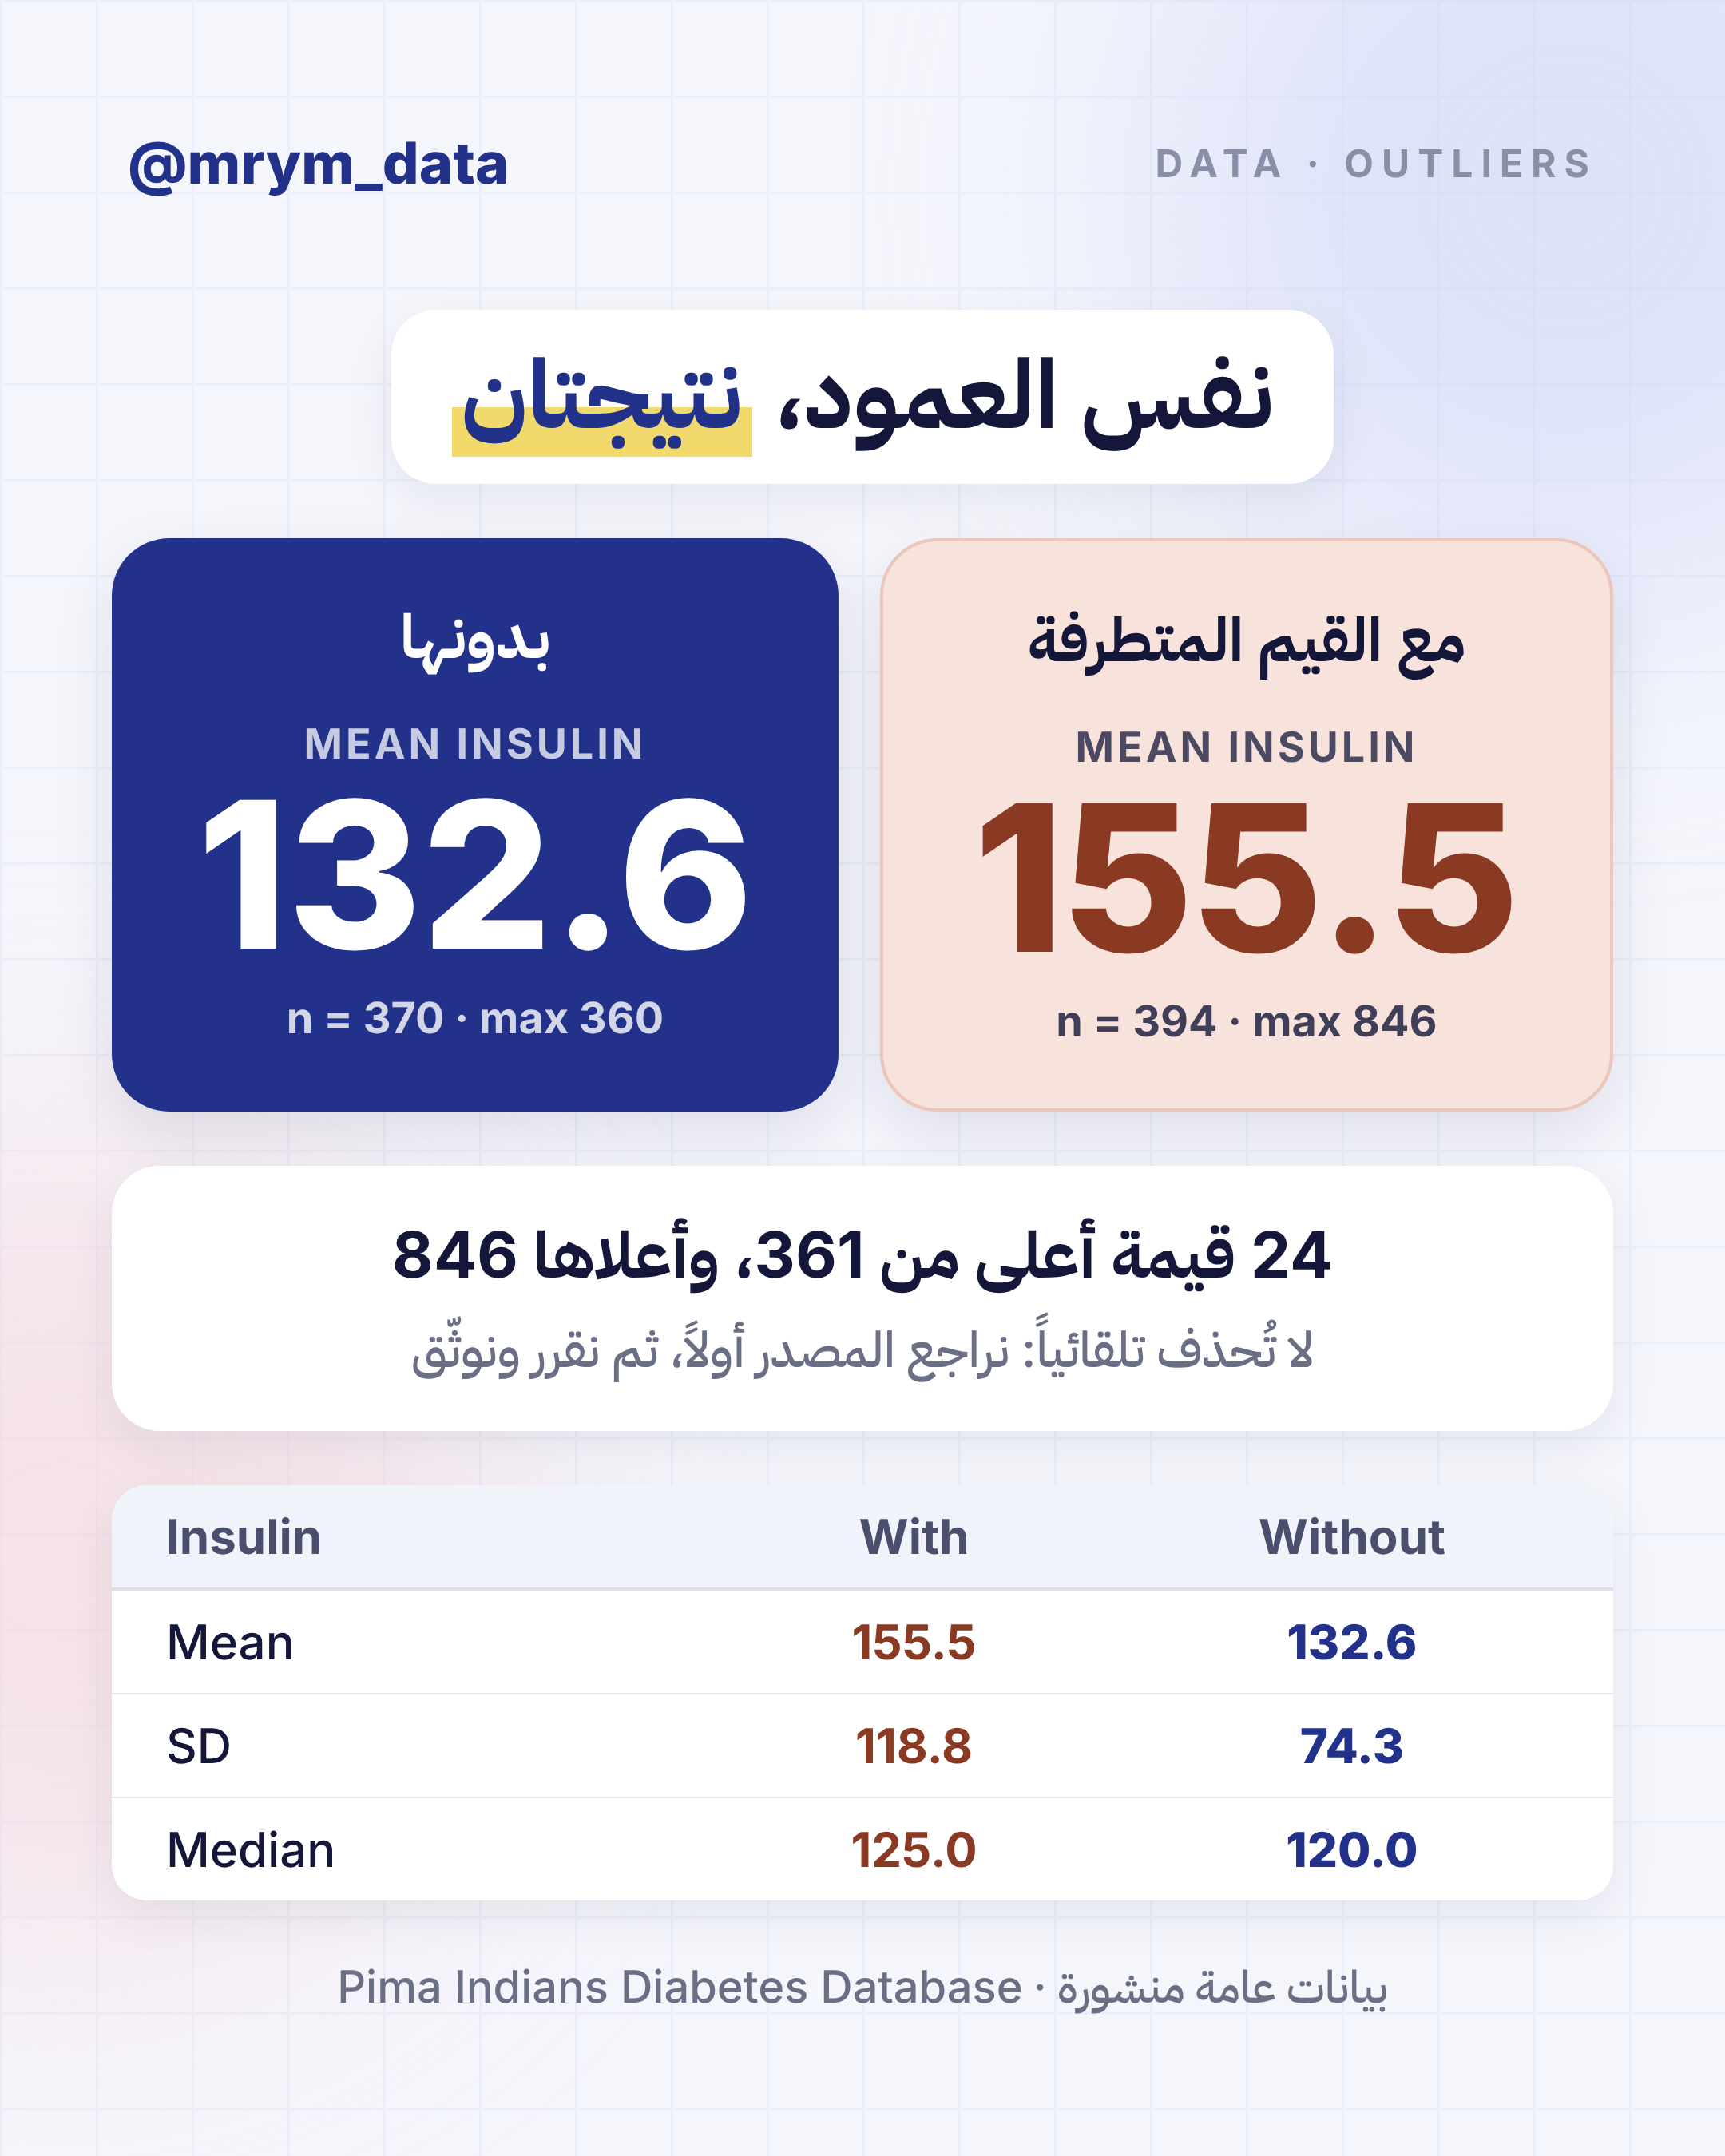 @mrym_data
DATA · OUTLIERS
نفس العمود، نتيجتان
مع القيم المتطرفة
MEAN INSULIN
155.5
n = 394 · max 846
بدونها
MEAN INSULIN
132.6
n = 370 · max 360
24 قيمة أعلى من 361، وأعلاها 846
لا تُحذف تلقائياً: نراجع المصدر أولاً، ثم نقرر ونوثّق
Insulin With Without
Mean 155.5 132.6
SD 118.8 74.3
Median 125.0 120.0
Pima Indians Diabetes Database · بيانات عامة منشورة